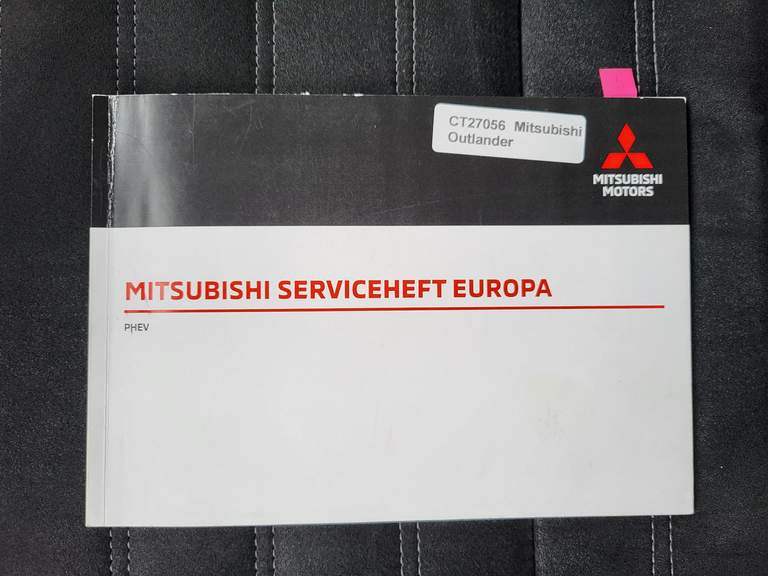 CT27056 Mitsubishi
Outlander
MITSUBISHI
MOTORS
MITSUBISHI SERVICEHEFT EUROPA
PHEV